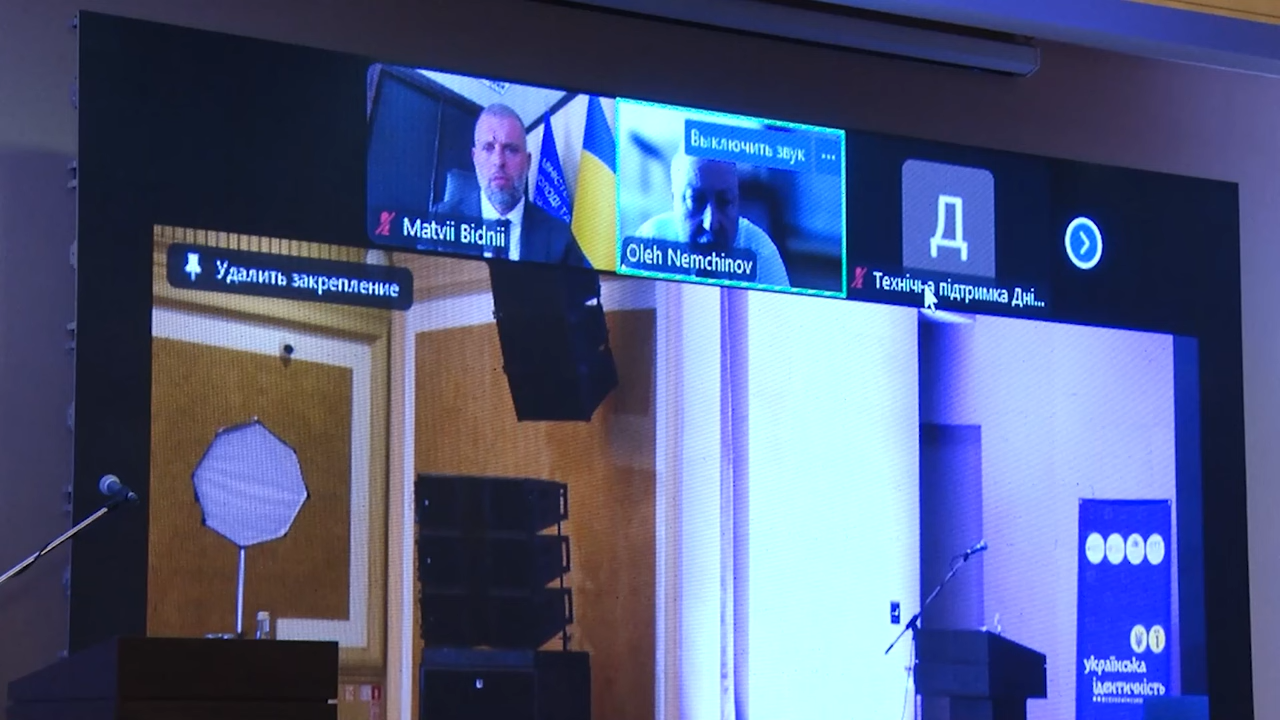 Выключить звук ...
Matvii Bidnii
Oleh Nemchinov
Д
Технічна підтримка Дні...
Удалить закрепление
українська
ідентичність